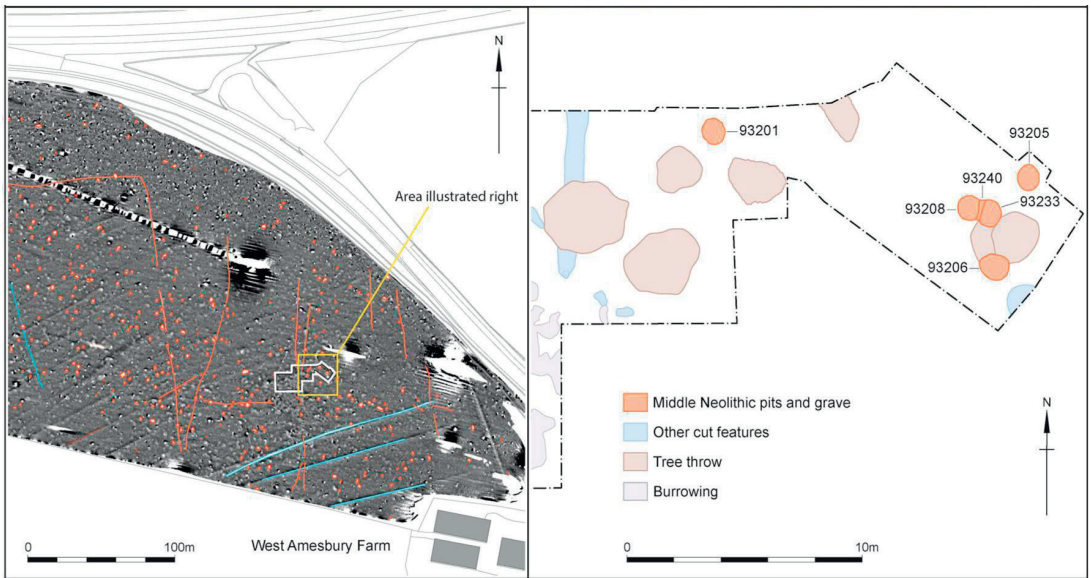 N
Area illustrated right
0
100m
West Amesbury Farm
93201
93205
93240
93208
93233
93206
Middle Neolithic pits and grave
Other cut features
Tree throw
Burrowing
N
0
10m